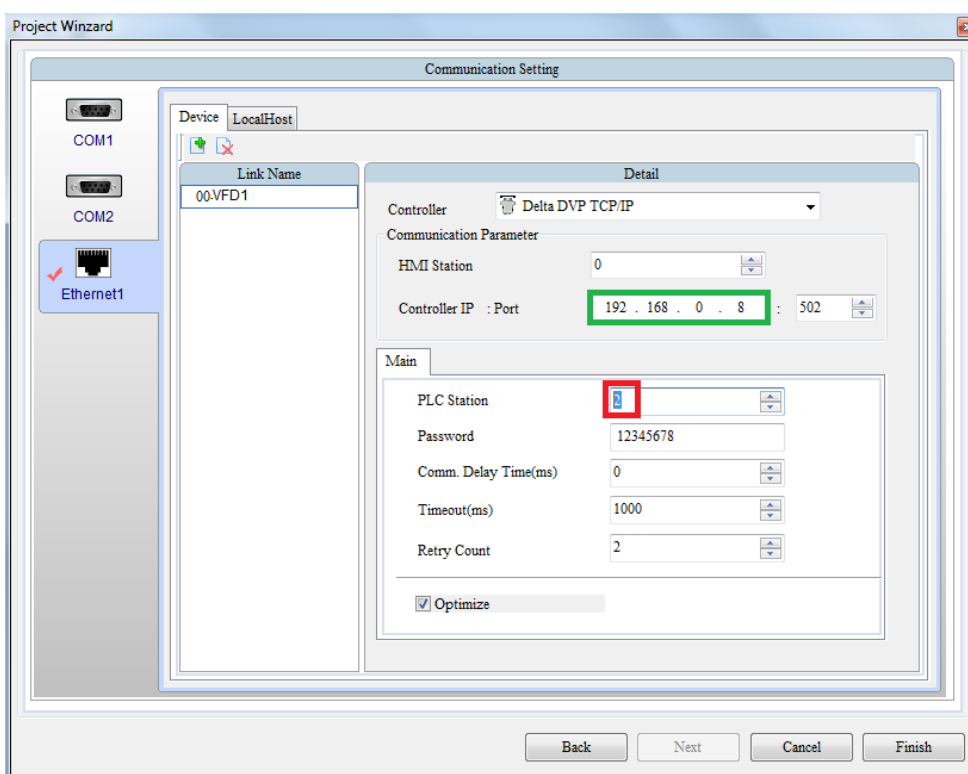 Project Winzard
Communication Setting
COM1
COM2
Ethernet1
Device LocalHost
Link Name
00-VFD1
Detail
Controller Delta DVP TCP/IP
Communication Parameter
HMI Station 0
Controller IP : Port 192 . 168 . 0 . 8 : 502
Main
PLC Station 2
Password 12345678
Comm. Delay Time(ms) 0
Timeout(ms) 1000
Retry Count 2
Optimize
Back Next Cancel Finish